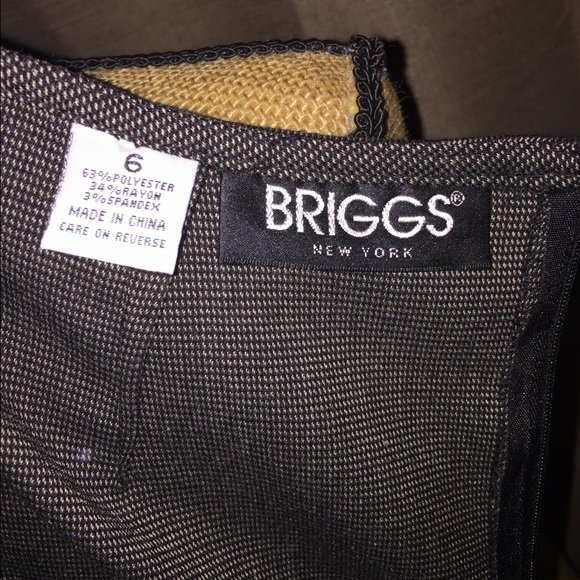 6
63%POLYESTER
34%RAYON
3%SPANDEX
MADE IN CHINA
CARE ON REVERSE
BRIGGS®
NEW YORK